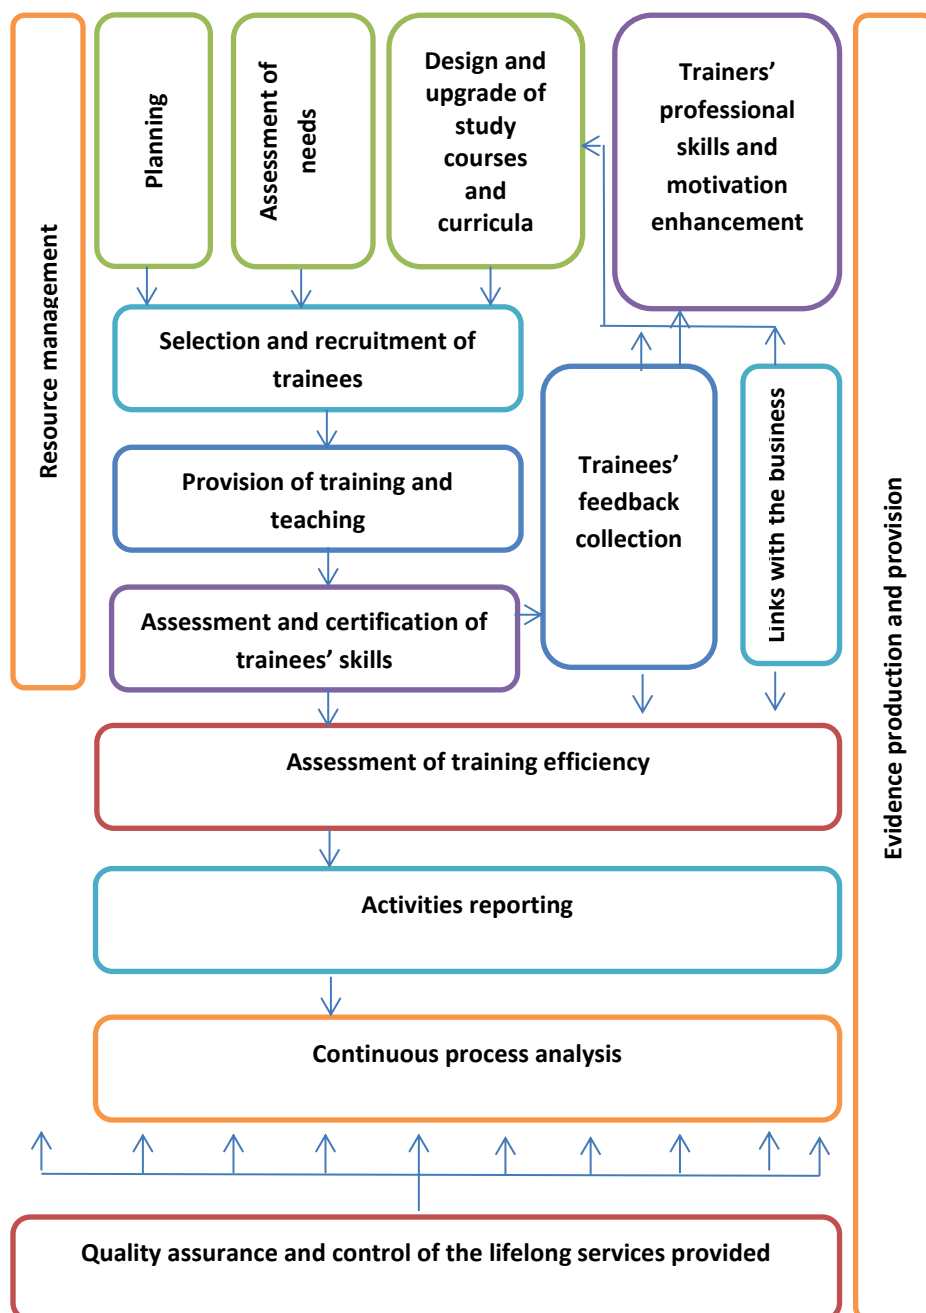 Resource management
Planning
Assessment of
needs
Design and
upgrade of
study
courses
and
curricula
Trainers’
professional
skills and
motivation
enhancement
Selection and recruitment of
trainees
Provision of training and
teaching
Trainees’
feedback
collection
Links with the business
Assessment and certification of
trainees’ skills
Evidence production and provision
Assessment of training efficiency
Activities reporting
Continuous process analysis
Quality assurance and control of the lifelong services provided